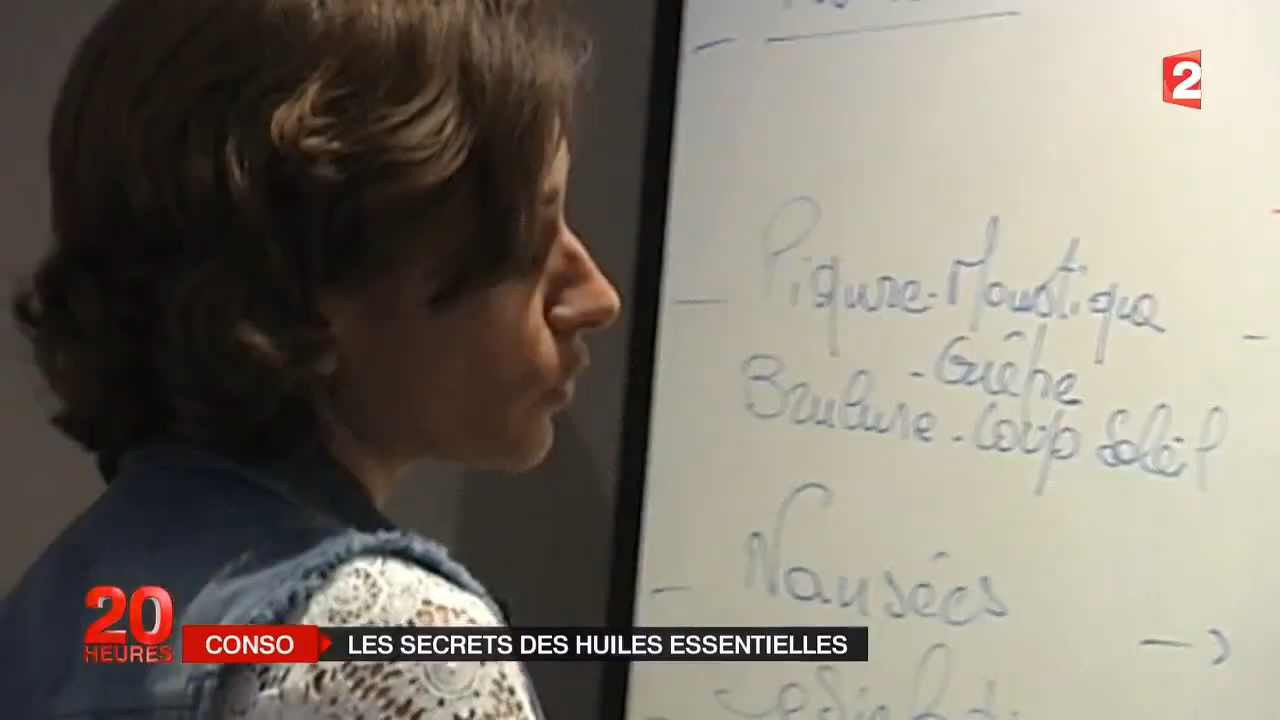 2
- Piqure-Moustique
- Guêpe
Brulure - Coup Soleil
- Nausées
20
HEURES
CONSO
LES SECRETS DES HUILES ESSENTIELLES